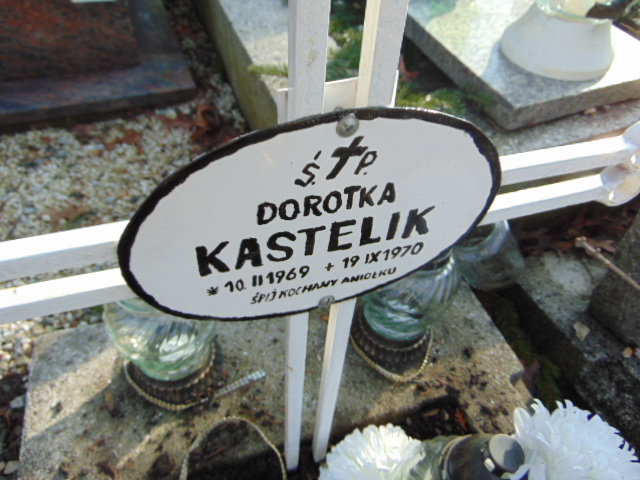 Ś. P.
DOROTKA
KASTELIK
* 10 II 1969 + 19 IX 1970
ŚPIJ KOCHANY ANIOŁKU